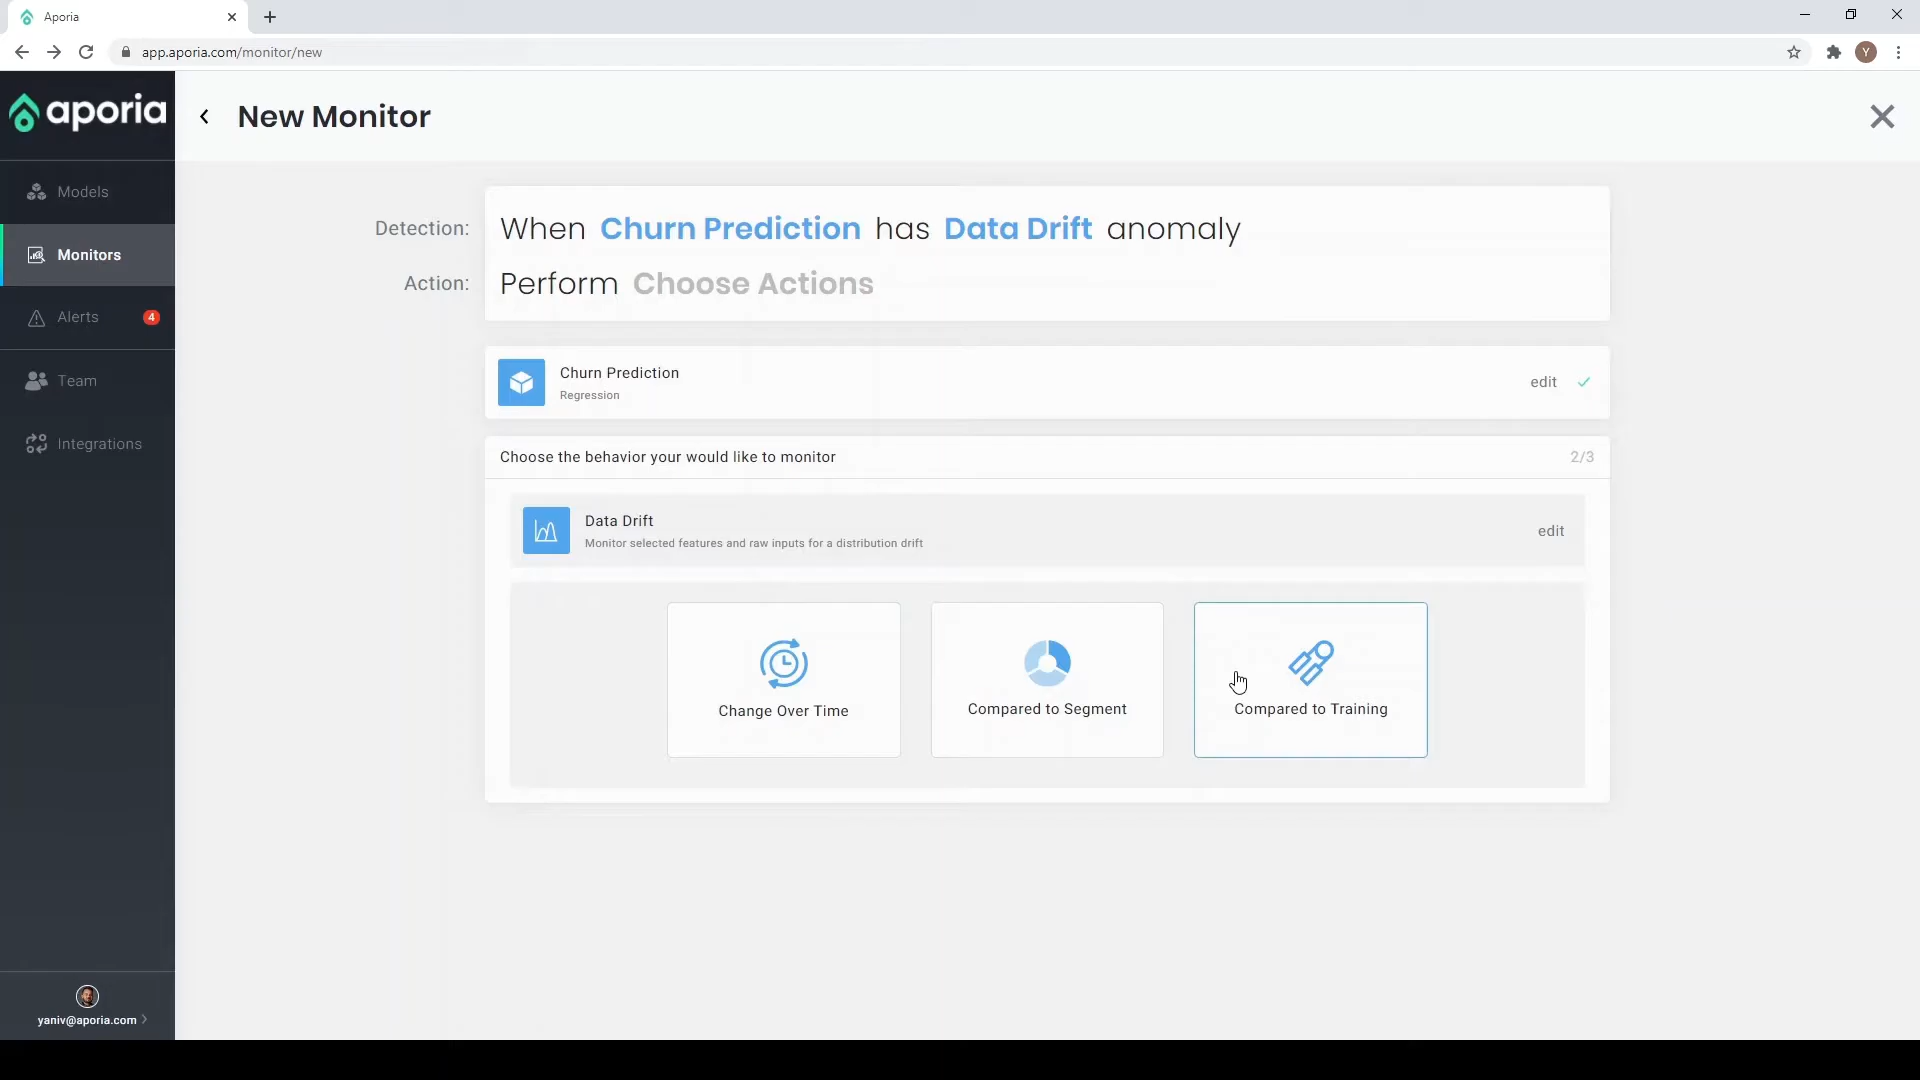 Aporia
app.aporia.com/monitor/new
Y
aporia
New Monitor
Models
Monitors
Alerts 4
Team
Integrations
Detection: When Churn Prediction has Data Drift anomaly
Action: Perform Choose Actions
Churn Prediction
Regression
edit
Choose the behavior your would like to monitor 2/3
Data Drift
Monitor selected features and raw inputs for a distribution drift
edit
Change Over Time
Compared to Segment
Compared to Training
yaniv@aporia.com